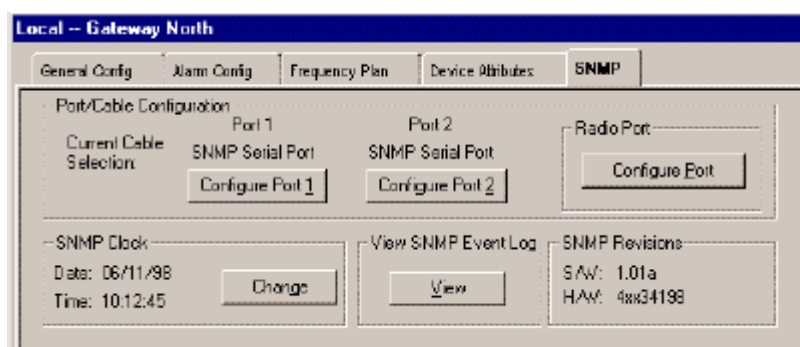 Local -- Gateway North
General Config Alarm Config Frequency Plan Device Attributes SNMP
Port/Cable Configuration
Port 1 Port 2 Radio Port
Current Cable Selection: SNMP Serial Port SNMP Serial Port
Configure Port 1 Configure Port 2 Configure Port
SNMP Clock View SNMP Event Log SNMP Revisions
Date: 06/11/98 Change View S/W: 1.01a
Time: 10:12:45 H/W: 4xx34198